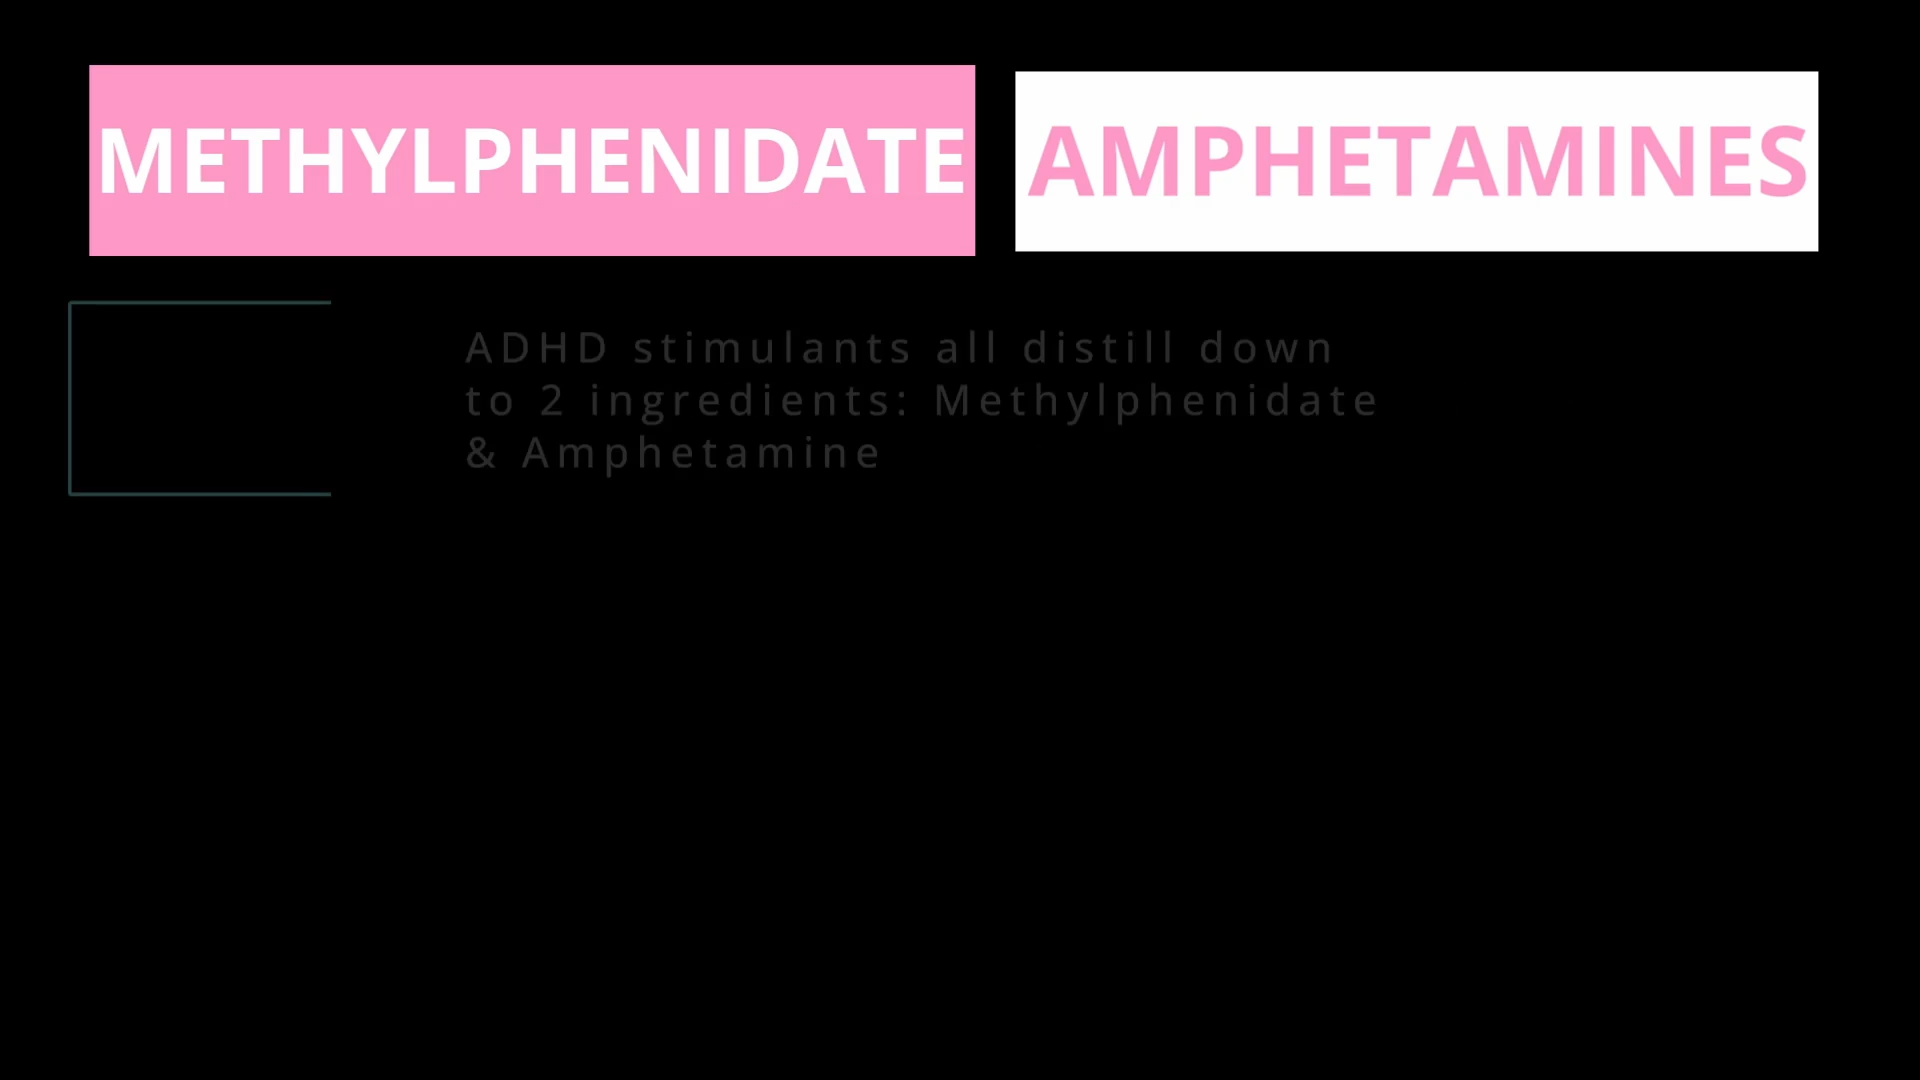 METHYLPHENIDATE AMPHETAMINES
ADHD stimulants all distill down
to 2 ingredients: Methylphenidate
& Amphetamine